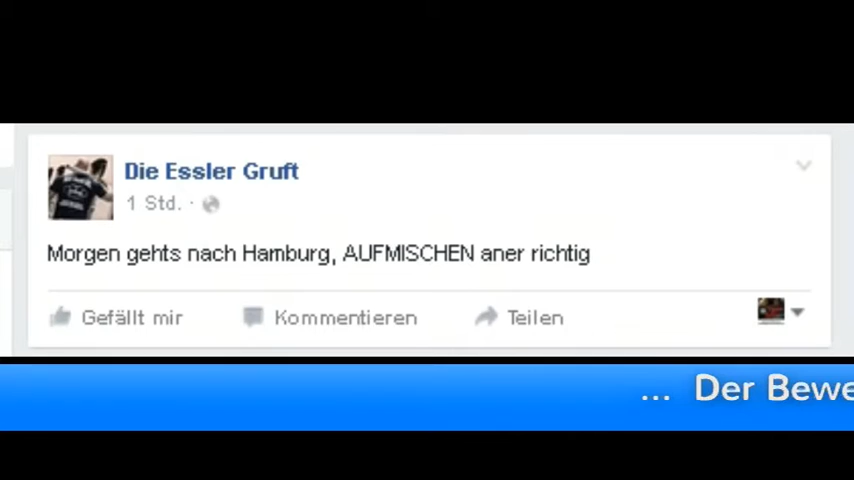 Die Essler Gruft
1 Std. ·
Morgen gehts nach Hamburg, AUFMISCHEN aner richtig
Gefällt mir Kommentieren Teilen
... Der Bewe